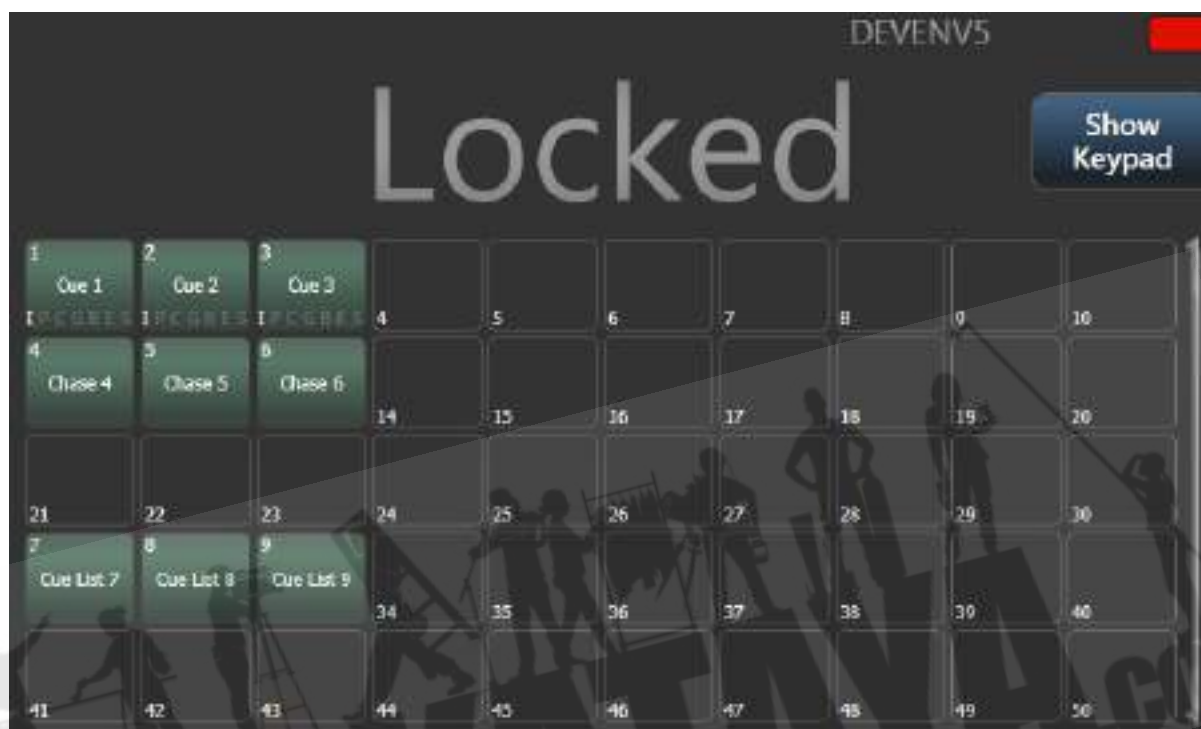 DEVENV5
Locked
Show
Keypad
1 2 3
Cue 1 Cue 2 Cue 3
I P C G B E S I P C G B E S I P C G B E S 4 5 6 7 8 9 10
4 5 6
Chase 4 Chase 5 Chase 6
14 15 16 17 18 19 20
21 22 23 24 25 26 27 28 29 30
7 8 9
Cue List 7 Cue List 8 Cue List 9
34 35 36 37 38 39 40
41 42 43 44 45 46 47 48 49 50